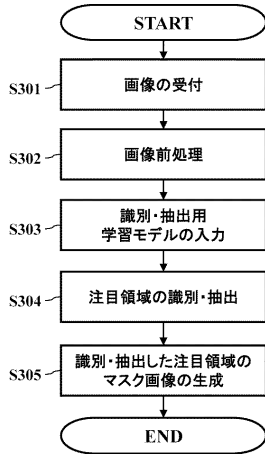 START
S301
画像の受付
S302
画像前処理
S303
識別・抽出用
学習モデルの入力
S304
注目領域の識別・抽出
S305
識別・抽出した注目領域の
マスク画像の生成
END